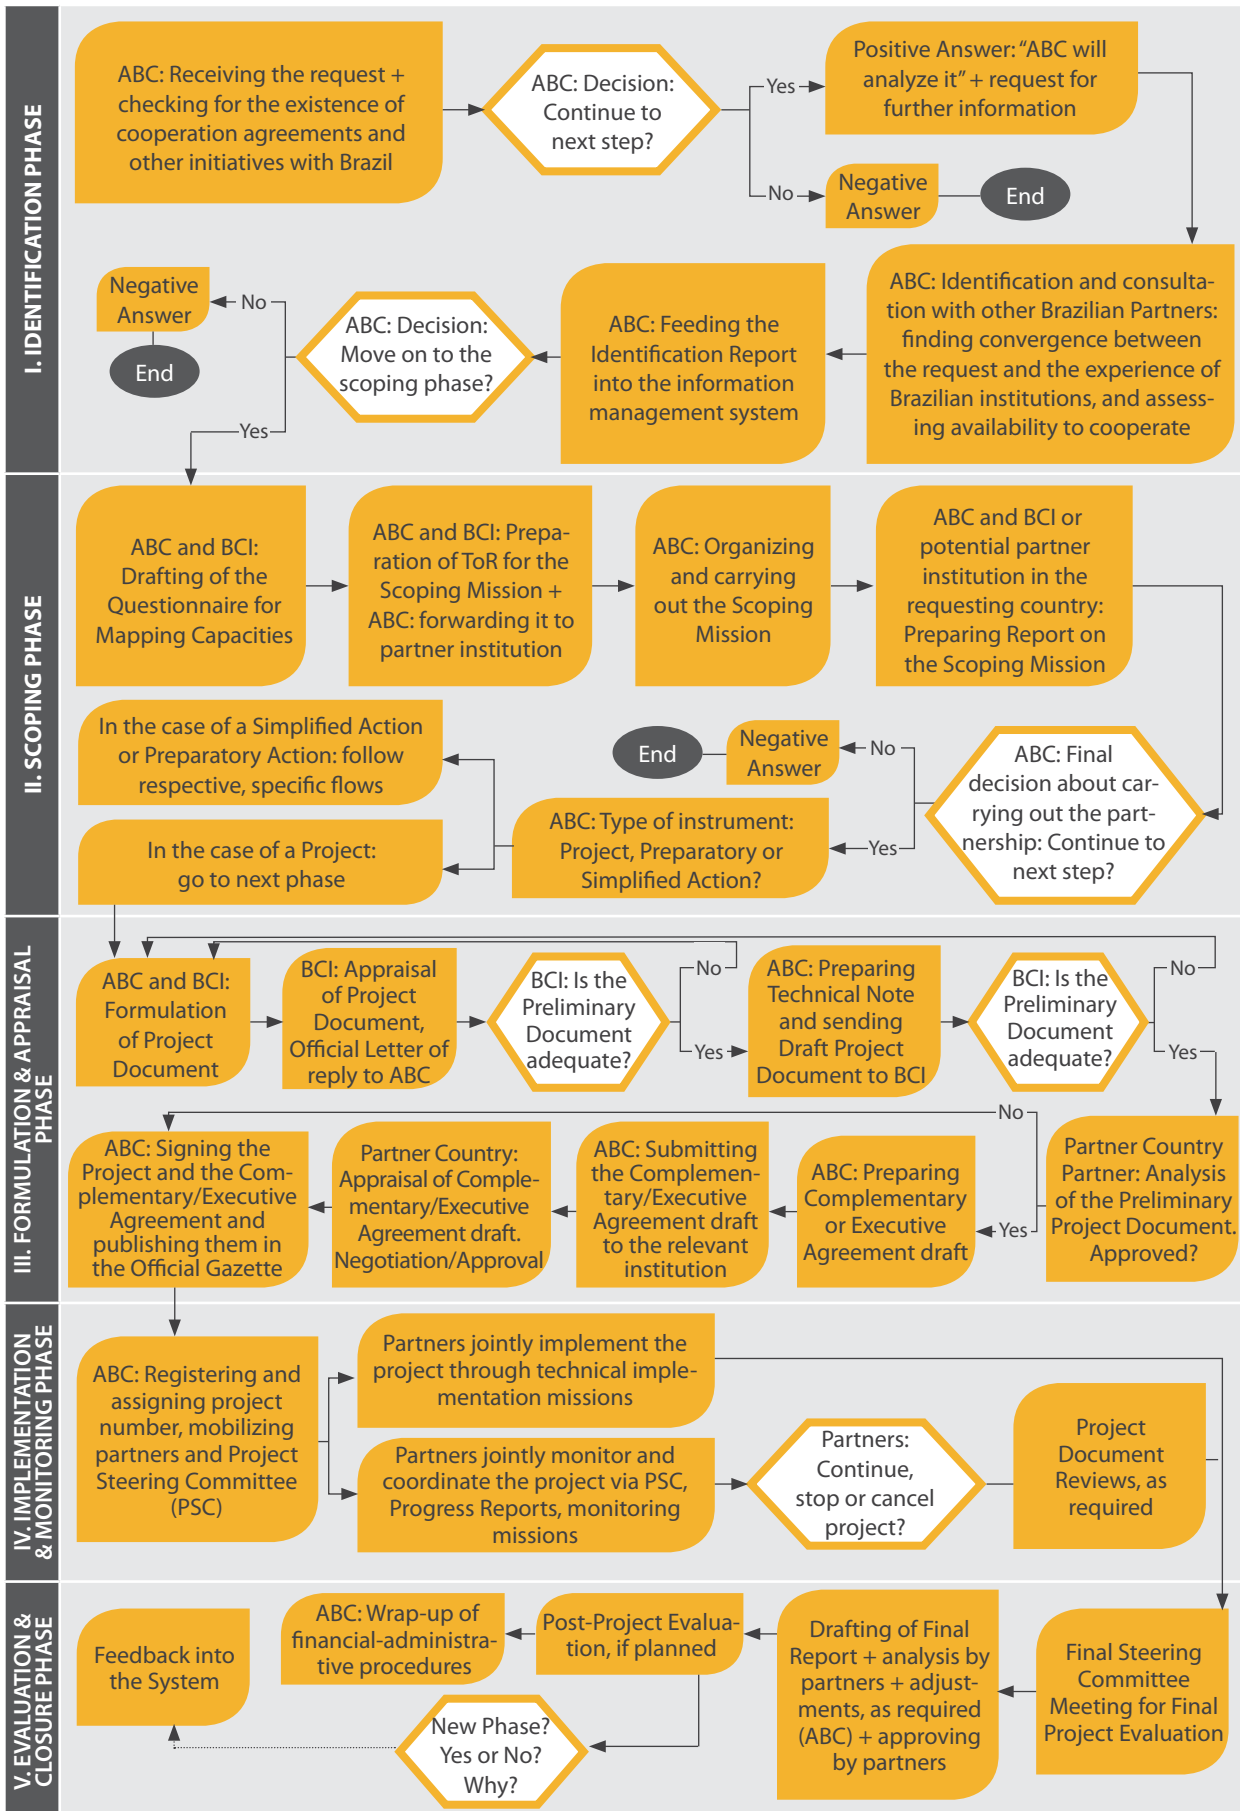 I. IDENTIFICATION PHASE
ABC: Receiving the request +
checking for the existence of
cooperation agreements and
other initiatives with Brazil
ABC: Decision:
Continue to
next step?
Yes
Positive Answer: “ABC will
analyze it” + request for
further information
No
Negative
Answer
End
ABC: Identification and consulta-
tion with other Brazilian Partners:
finding convergence between
the request and the experience of
Brazilian institutions, and assess-
ing availability to cooperate
ABC: Feeding the
Identification Report
into the information
management system
ABC: Decision:
Move on to the
scoping phase?
No
Negative
Answer
End
Yes
II. SCOPING PHASE
ABC and BCI:
Drafting of the
Questionnaire for
Mapping Capacities
ABC and BCI: Prepa-
ration of ToR for the
Scoping Mission +
ABC: forwarding it to
partner institution
ABC: Organizing
and carrying
out the Scoping
Mission
ABC and BCI or
potential partner
institution in the
requesting country:
Preparing Report on
the Scoping Mission
ABC: Final
decision about car-
rying out the part-
nership: Continue to
next step?
No
Negative
Answer
End
Yes
ABC: Type of instrument:
Project, Preparatory or
Simplified Action?
In the case of a Simplified Action
or Preparatory Action: follow
respective, specific flows
In the case of a Project:
go to next phase
III. FORMULATION & APPRAISAL
PHASE
ABC and BCI:
Formulation
of Project
Document
BCI: Appraisal
of Project
Document,
Official Letter of
reply to ABC
BCI: Is the
Preliminary
Document
adequate?
No
Yes
ABC: Preparing
Technical Note
and sending
Draft Project
Document to BCI
BCI: Is the
Preliminary
Document
adequate?
No
Yes
Partner Country
Partner: Analysis
of the Preliminary
Project Document.
Approved?
No
Yes
ABC: Preparing
Complementary
or Executive
Agreement draft
ABC: Submitting
the Complemen-
tary/Executive
Agreement draft
to the relevant
institution
Partner Country:
Appraisal of Comple-
mentary/Executive
Agreement draft.
Negotiation/Approval
ABC: Signing the
Project and the Com-
plementary/Executive
Agreement and
publishing them in
the Official Gazette
IV. IMPLEMENTATION
& MONITORING PHASE
ABC: Registering and
assigning project
number, mobilizing
partners and Project
Steering Committee
(PSC)
Partners jointly implement the
project through technical imple-
mentation missions
Partners jointly monitor and
coordinate the project via PSC,
Progress Reports, monitoring
missions
Partners:
Continue,
stop or cancel
project?
Project
Document
Reviews, as
required
V. EVALUATION &
CLOSURE PHASE
Final Steering
Committee
Meeting for Final
Project Evaluation
Drafting of Final
Report + analysis by
partners + adjust-
ments, as required
(ABC) + approving
by partners
Post-Project Evalua-
tion, if planned
ABC: Wrap-up of
financial-administra-
tive procedures
New Phase?
Yes or No?
Why?
Feedback into
the System